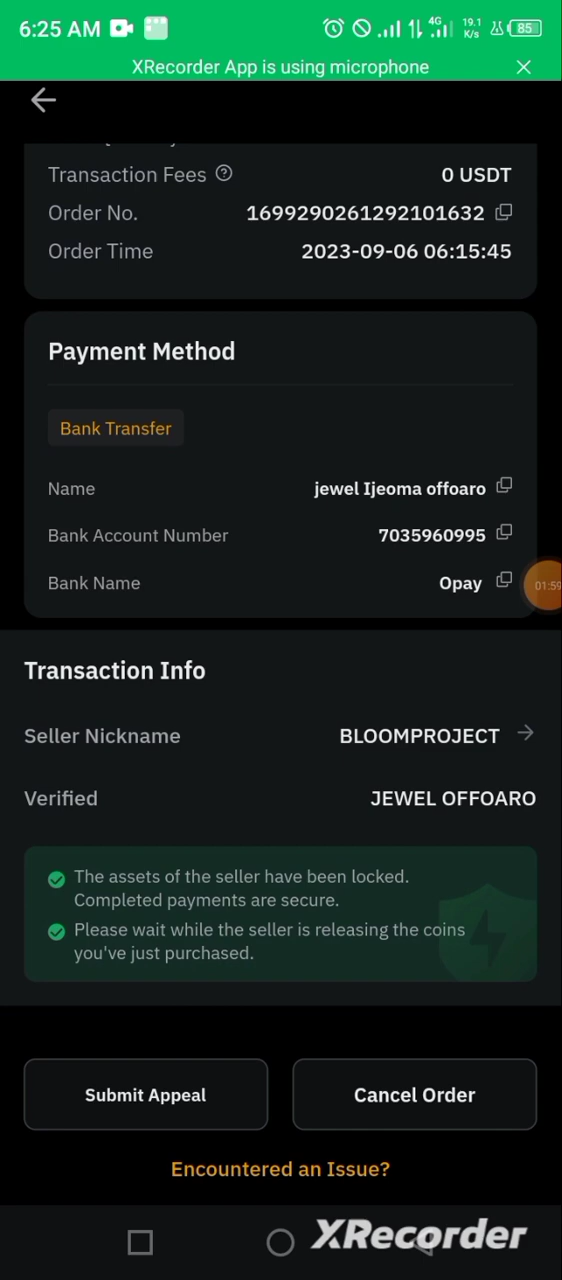 6:25 AM
4G
19.1
K/s
85
XRecorder App is using microphone
Transaction Fees
0 USDT
Order No.
1699290261292101632
Order Time
2023-09-06 06:15:45
Payment Method
Bank Transfer
Name
jewel Ijeoma offoaro
Bank Account Number
7035960995
Bank Name
Opay
01:59
Transaction Info
Seller Nickname
BLOOMPROJECT
Verified
JEWEL OFFOARO
The assets of the seller have been locked.
Completed payments are secure.
Please wait while the seller is releasing the coins
you've just purchased.
Submit Appeal
Cancel Order
Encountered an Issue?
XRecorder